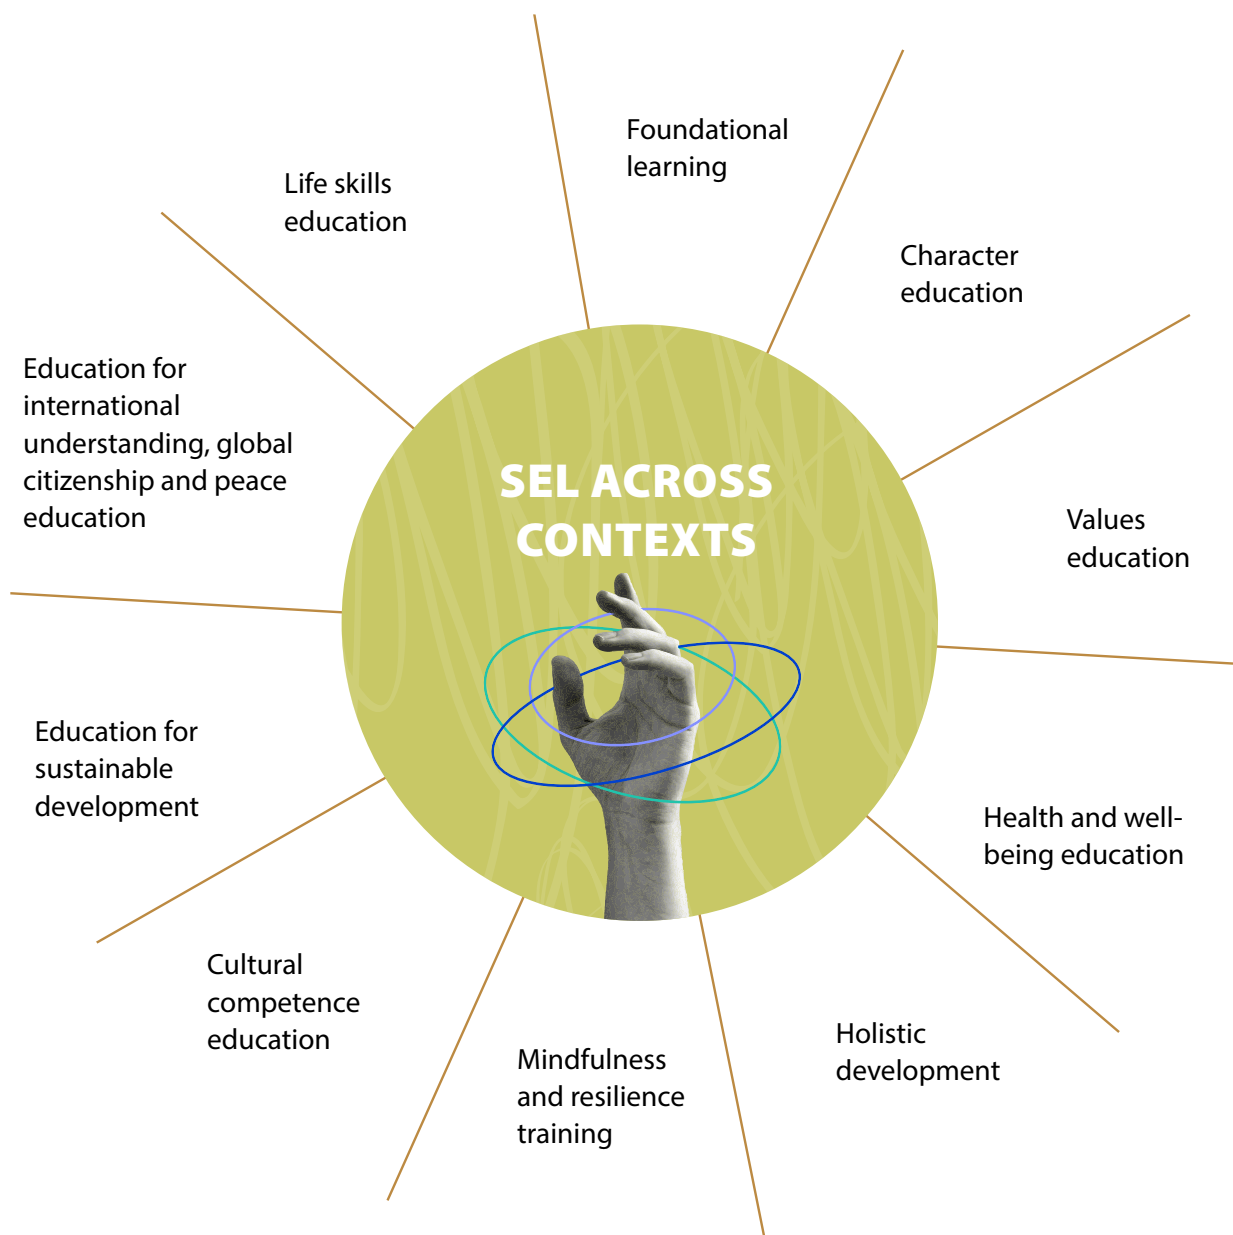 Foundational
learning
Character
education
Values
education
Health and well-
being education
Holistic
development
Mindfulness
and resilience
training
Cultural
competence
education
Education for
sustainable
development
Education for
international
understanding, global
citizenship and peace
education
Life skills
education
SEL ACROSS
CONTEXTS